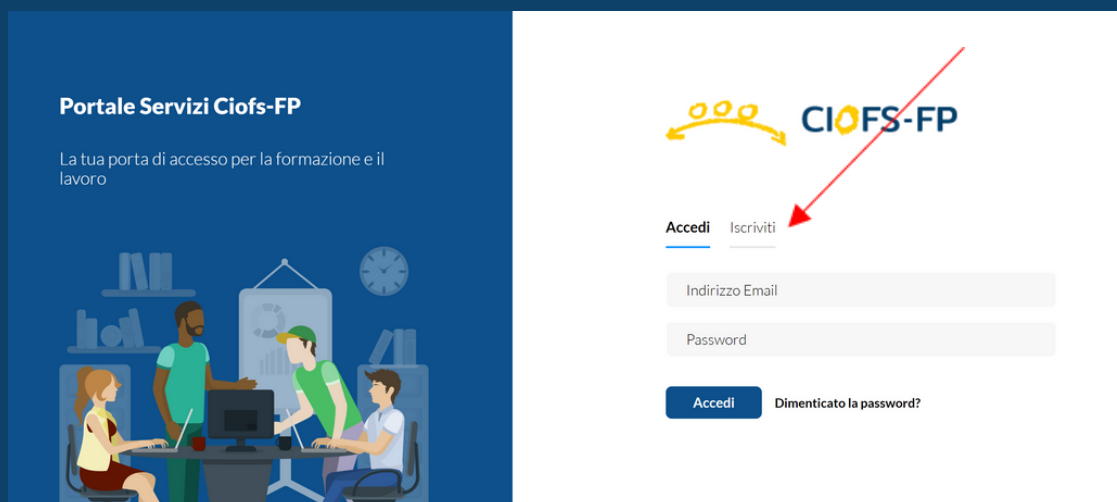 Portale Servizi Ciofs-FP
La tua porta di accesso per la formazione e il
lavoro
CIOFS-FP
Accedi Iscriviti
Indirizzo Email
Password
Accedi Dimenticato la password?